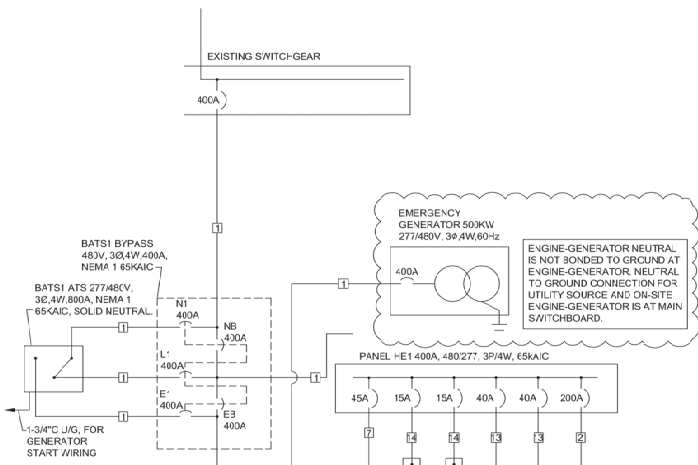 EXISTING SWITCHGEAR
400A
1
EMERGENCY
GENERATOR 500KW
277/480V, 3ø,4W,60Hz
400A
1
ENGINE-GENERATOR NEUTRAL
IS NOT BONDED TO GROUND AT
ENGINE-GENERATOR. NEUTRAL
TO GROUND CONNECTION FOR
UTILITY SOURCE AND ON-SITE
ENGINE-GENERATOR IS AT MAIN
SWITCHBOARD.
BATS1 BYPASS
480V, 3Ø,4W,400A,
NEMA 1 65KAIC
BATS1 ATS 277/480V,
3Ø,4W,800A, NEMA 1
65KAIC, SOLID NEUTRAL.
N1
400A
NB
400A
1
L1
400A
1
1
E1
400A
EB
400A
1
1-3/4"C U/G, FOR
GENERATOR
START WIRING
PANEL HE1 400A, 480/277, 3P/4W, 65kAIC
45A
15A
15A
40A
40A
200A
7
14
14
13
13
2